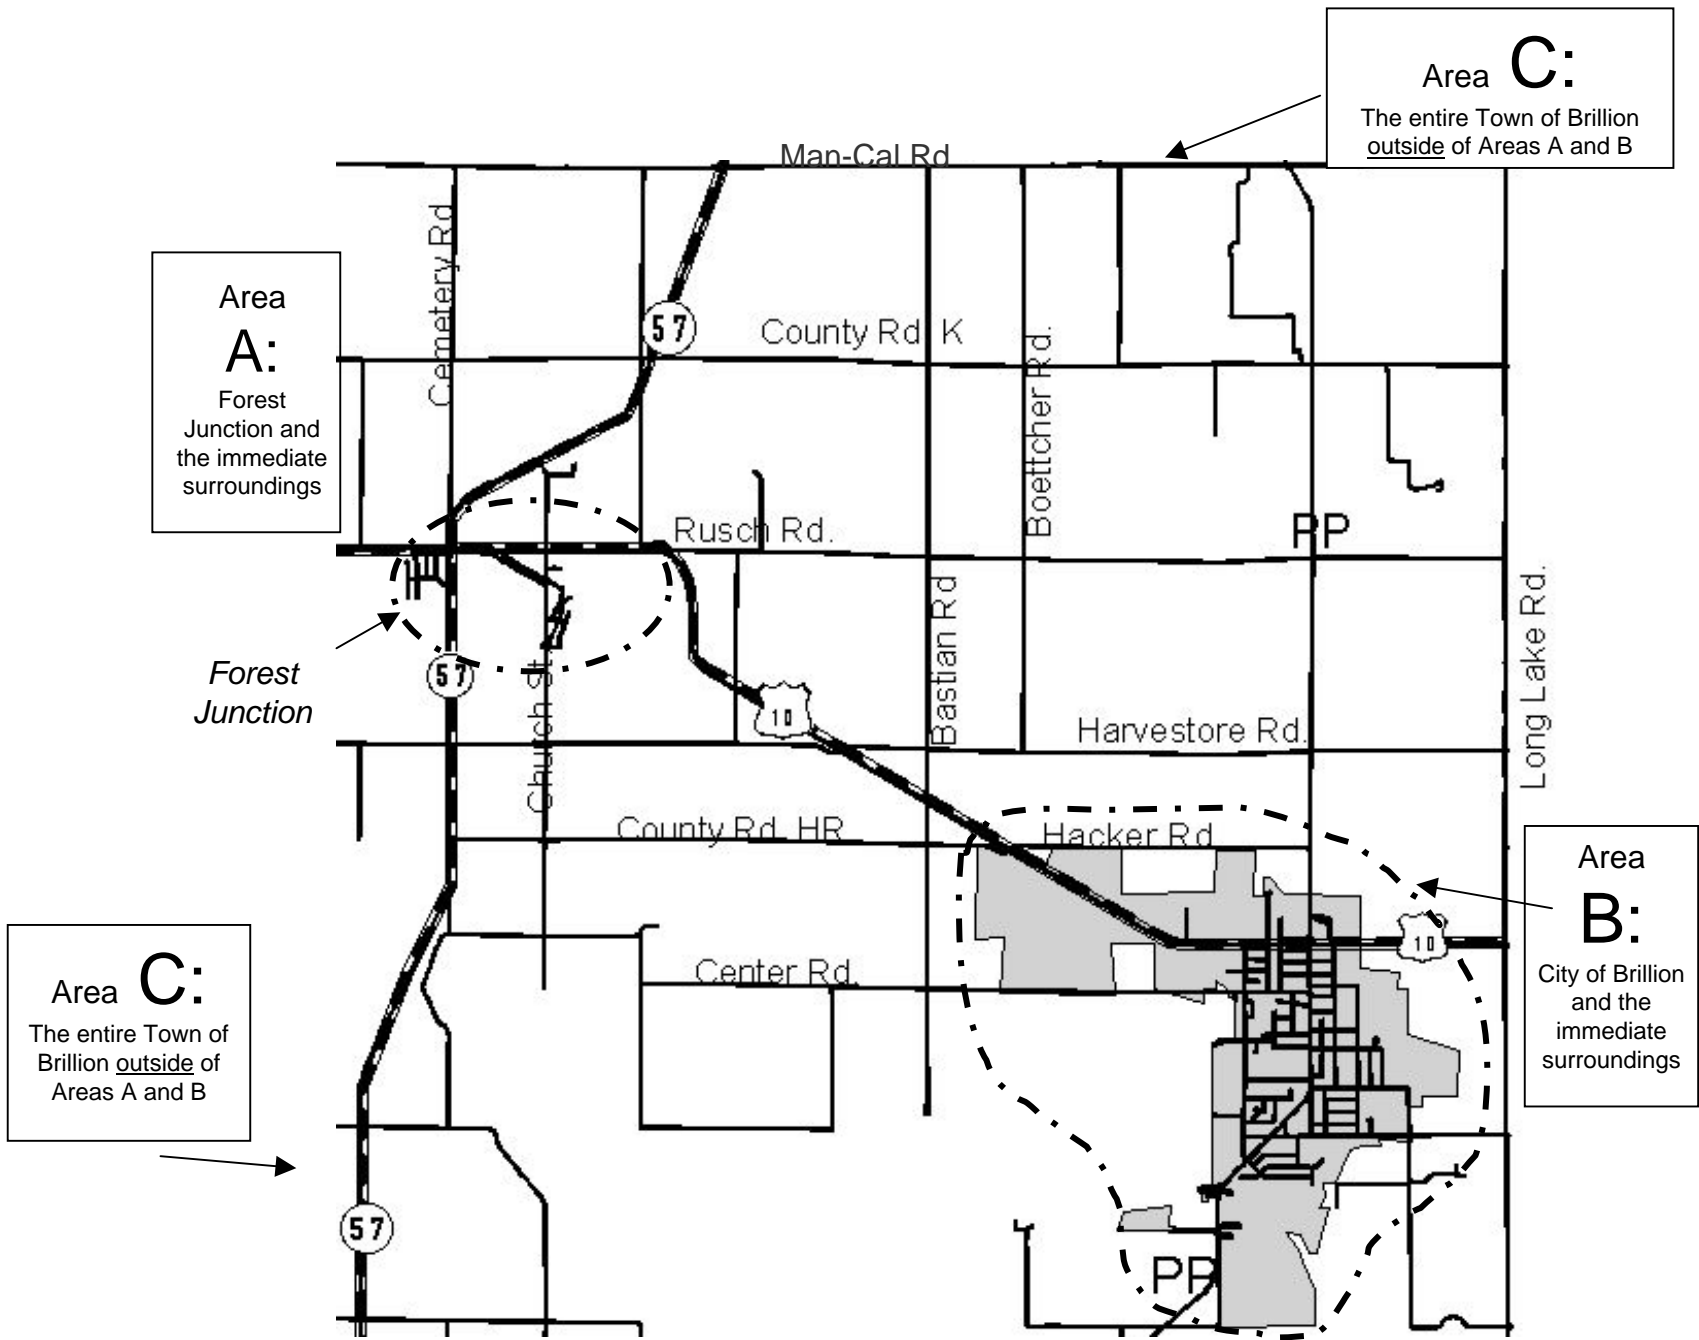 Area C:
The entire Town of Brillion
outside of Areas A and B
Man-Cal Rd
Cemetery Rd
57
County Rd. K
Boettcher Rd.
Area
A:
Forest
Junction and
the immediate
surroundings
Rusch Rd.
PP
Forest
Junction
57
Church St.
10
Bastian Rd
Harvestore Rd.
Long Lake Rd.
County Rd. HR
Hacker Rd
Area
B:
City of Brillion
and the
immediate
surroundings
10
Center Rd.
Area C:
The entire Town of
Brillion outside of
Areas A and B
57
PP